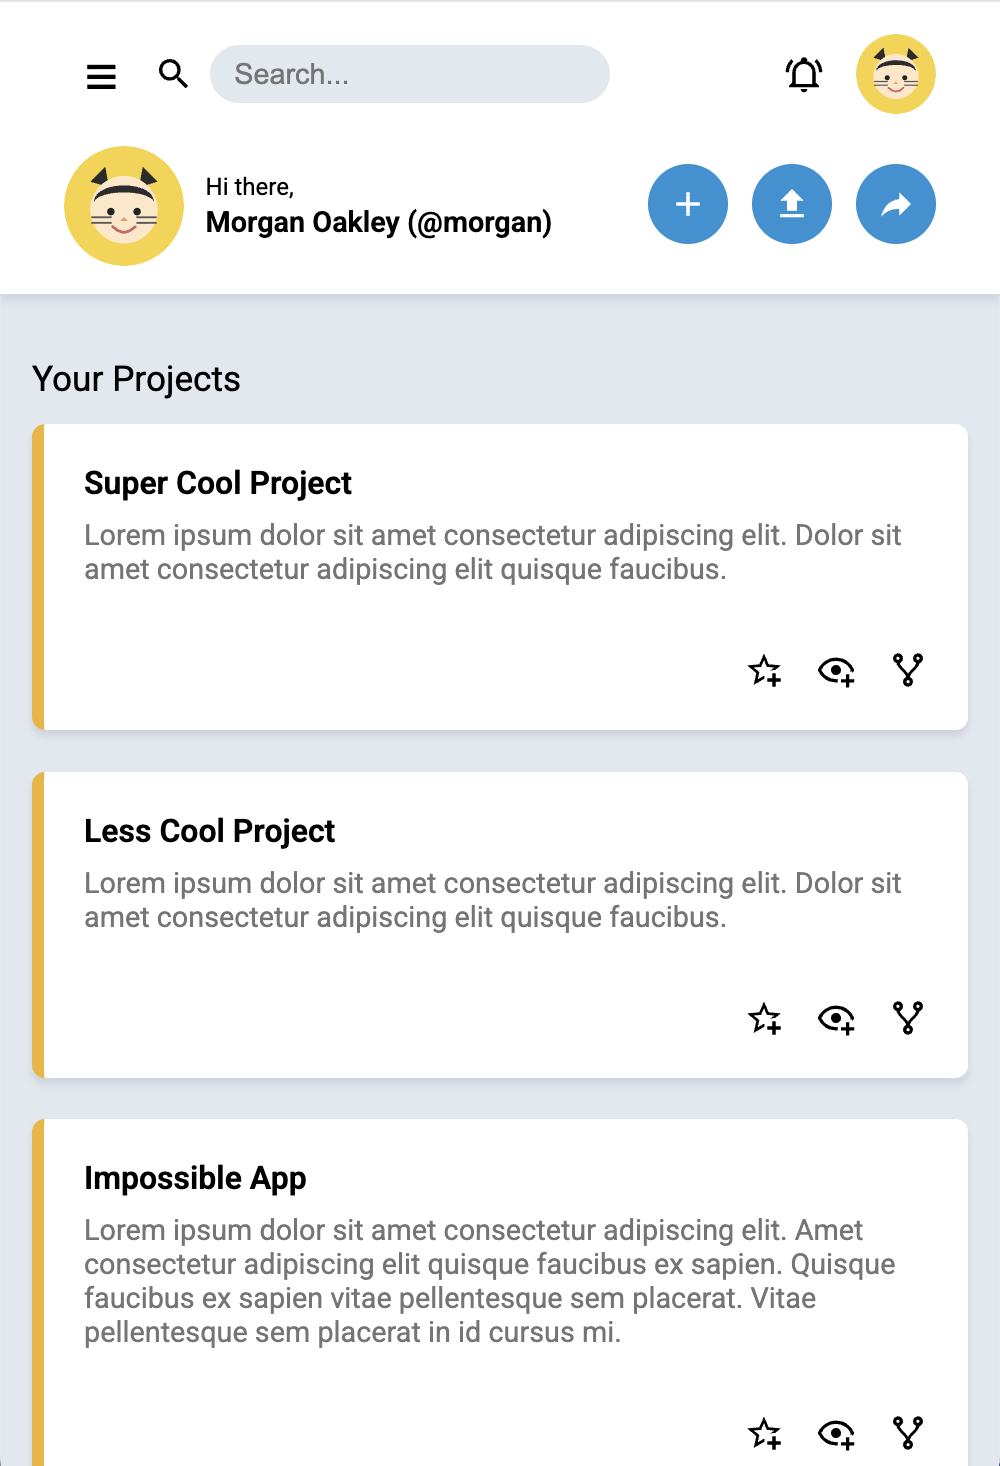 Search...
Hi there,
Morgan Oakley (@morgan)
Your Projects
Super Cool Project
Lorem ipsum dolor sit amet consectetur adipiscing elit. Dolor sit
amet consectetur adipiscing elit quisque faucibus.
Less Cool Project
Lorem ipsum dolor sit amet consectetur adipiscing elit. Dolor sit
amet consectetur adipiscing elit quisque faucibus.
Impossible App
Lorem ipsum dolor sit amet consectetur adipiscing elit. Amet
consectetur adipiscing elit quisque faucibus ex sapien. Quisque
faucibus ex sapien vitae pellentesque sem placerat. Vitae
pellentesque sem placerat in id cursus mi.